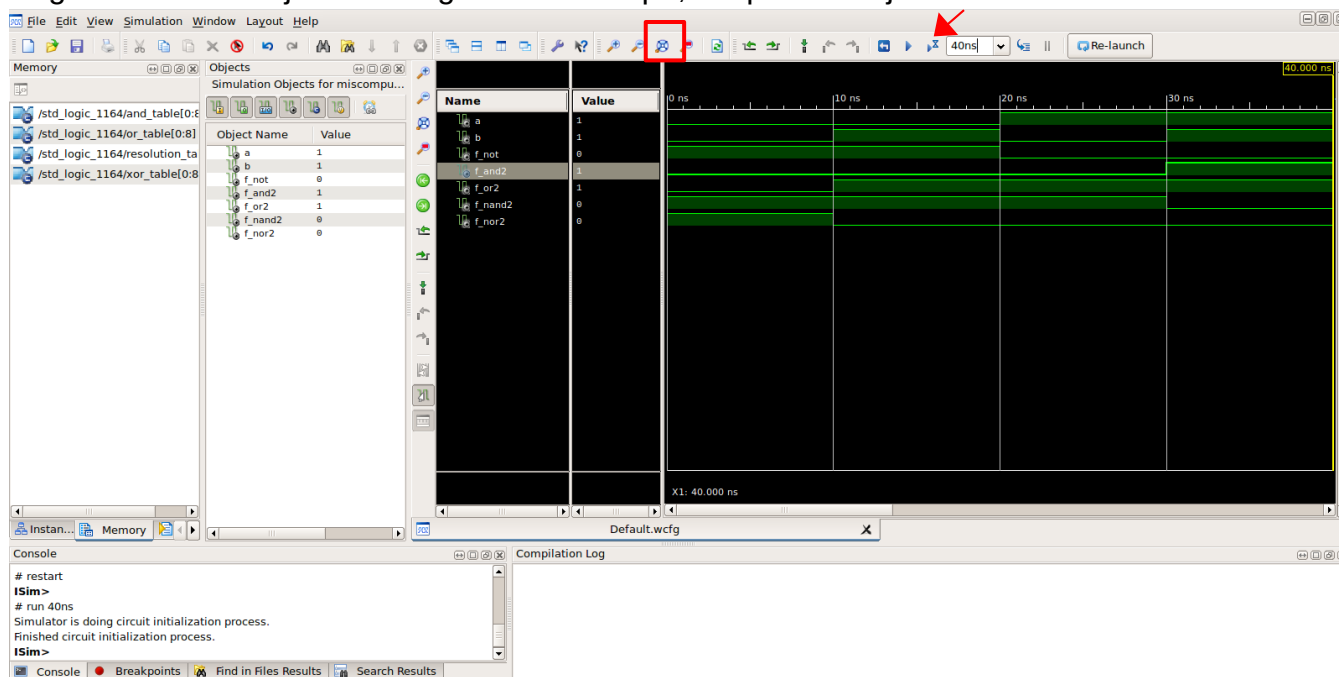 File Edit View Simulation Window Layout Help
40ns
Re-launch
Memory
/std_logic_1164/and_table[0:8
/std_logic_1164/or_table[0:8]
/std_logic_1164/resolution_ta
/std_logic_1164/xor_table[0:8
Instan... Memory
Objects
Simulation Objects for miscompu...
Object Name Value
a 1
b 1
f_not 0
f_and2 1
f_or2 1
f_nand2 0
f_nor2 0
Name Value
a 1
b 1
f_not 0
f_and2 1
f_or2 1
f_nand2 0
f_nor2 0
40.000 ns
0 ns 10 ns 20 ns 30 ns
X1: 40.000 ns
Default.wcfg
Console
# restart
ISim>
# run 40ns
Simulator is doing circuit initialization process.
Finished circuit initialization process.
ISim>
Console Breakpoints Find in Files Results Search Results
Compilation Log